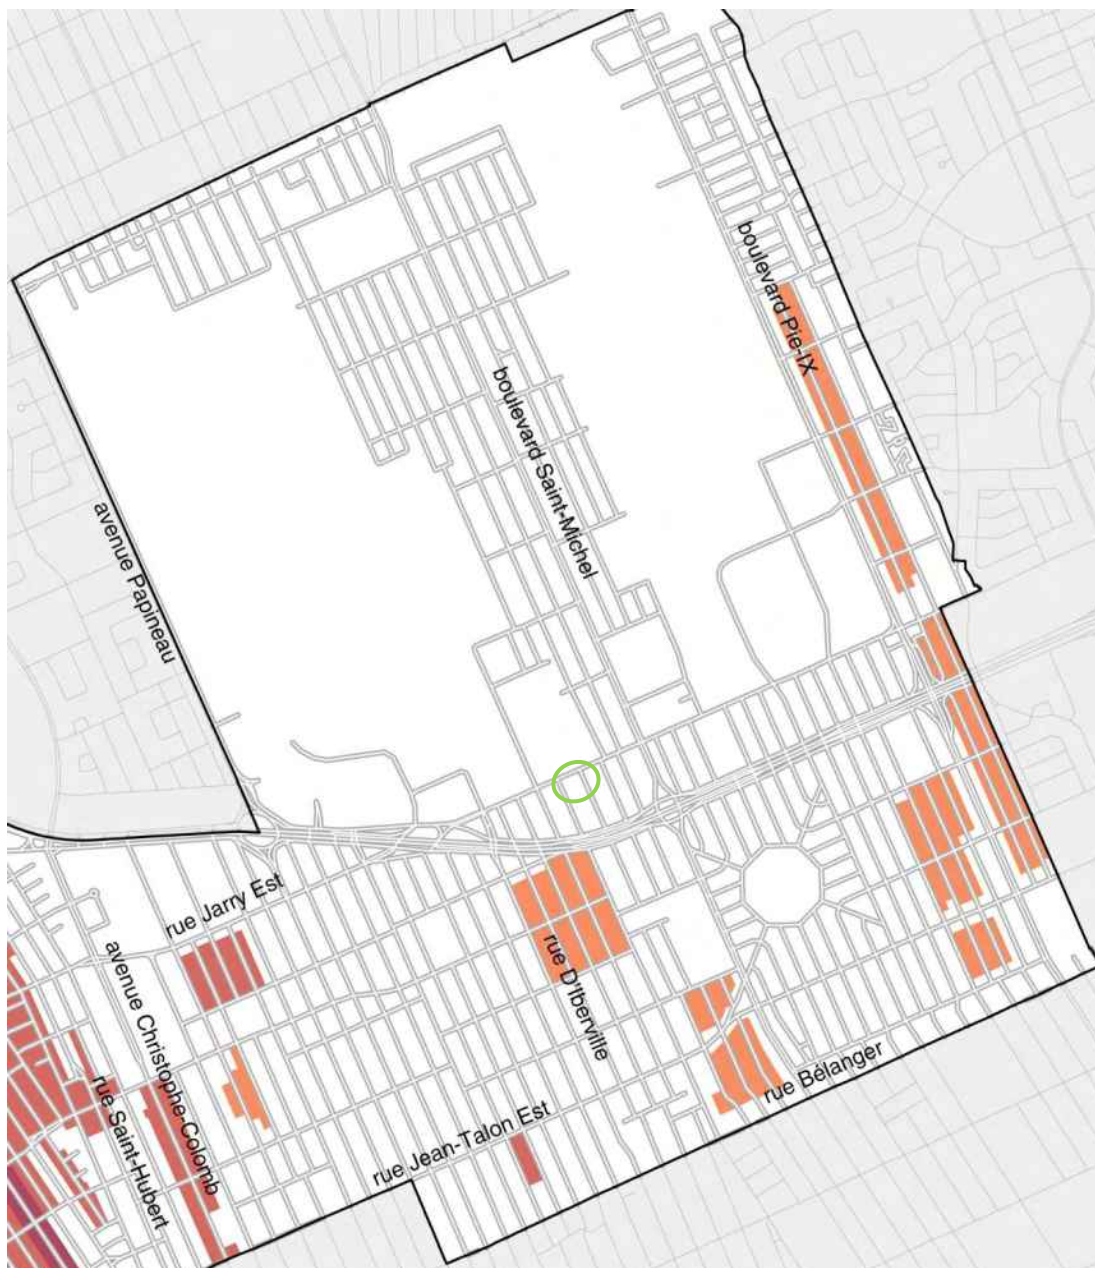 boulevard Pie-IX
boulevard Saint-Michel
avenue Papineau
rue Jarry Est
avenue Christophe-Colomb
rue D'Iberville
rue Saint-Hubert
rue Jean-Talon Est
rue Bélanger